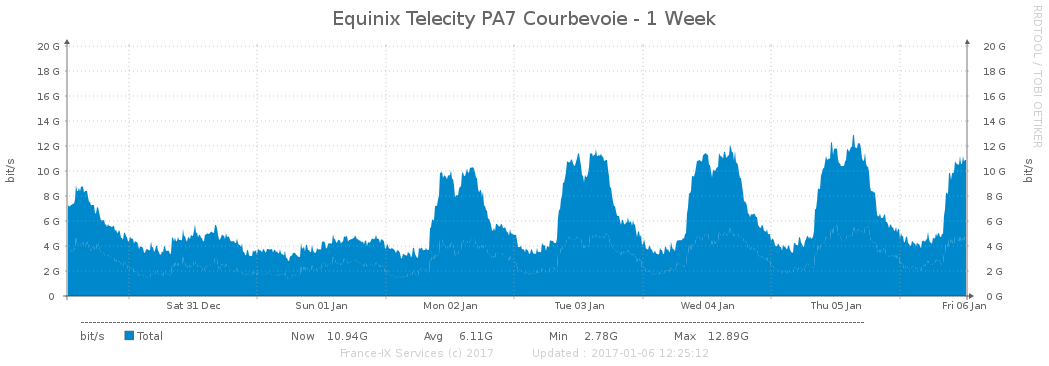 Equinix Telecity PA7 Courbevoie - 1 Week
RRDTOOL / TOBI OETIKER
bit/s
bit/s
20 G 20 G
18 G 18 G
16 G 16 G
14 G 14 G
12 G 12 G
10 G 10 G
8 G 8 G
6 G 6 G
4 G 4 G
2 G 2 G
0 0 G
Sat 31 Dec Sun 01 Jan Mon 02 Jan Tue 03 Jan Wed 04 Jan Thu 05 Jan Fri 06 Jan
bit/s Total Now 10.94G Avg 6.11G Min 2.78G Max 12.89G
France-IX Services (c) 2017 Updated : 2017-01-06 12:25:12